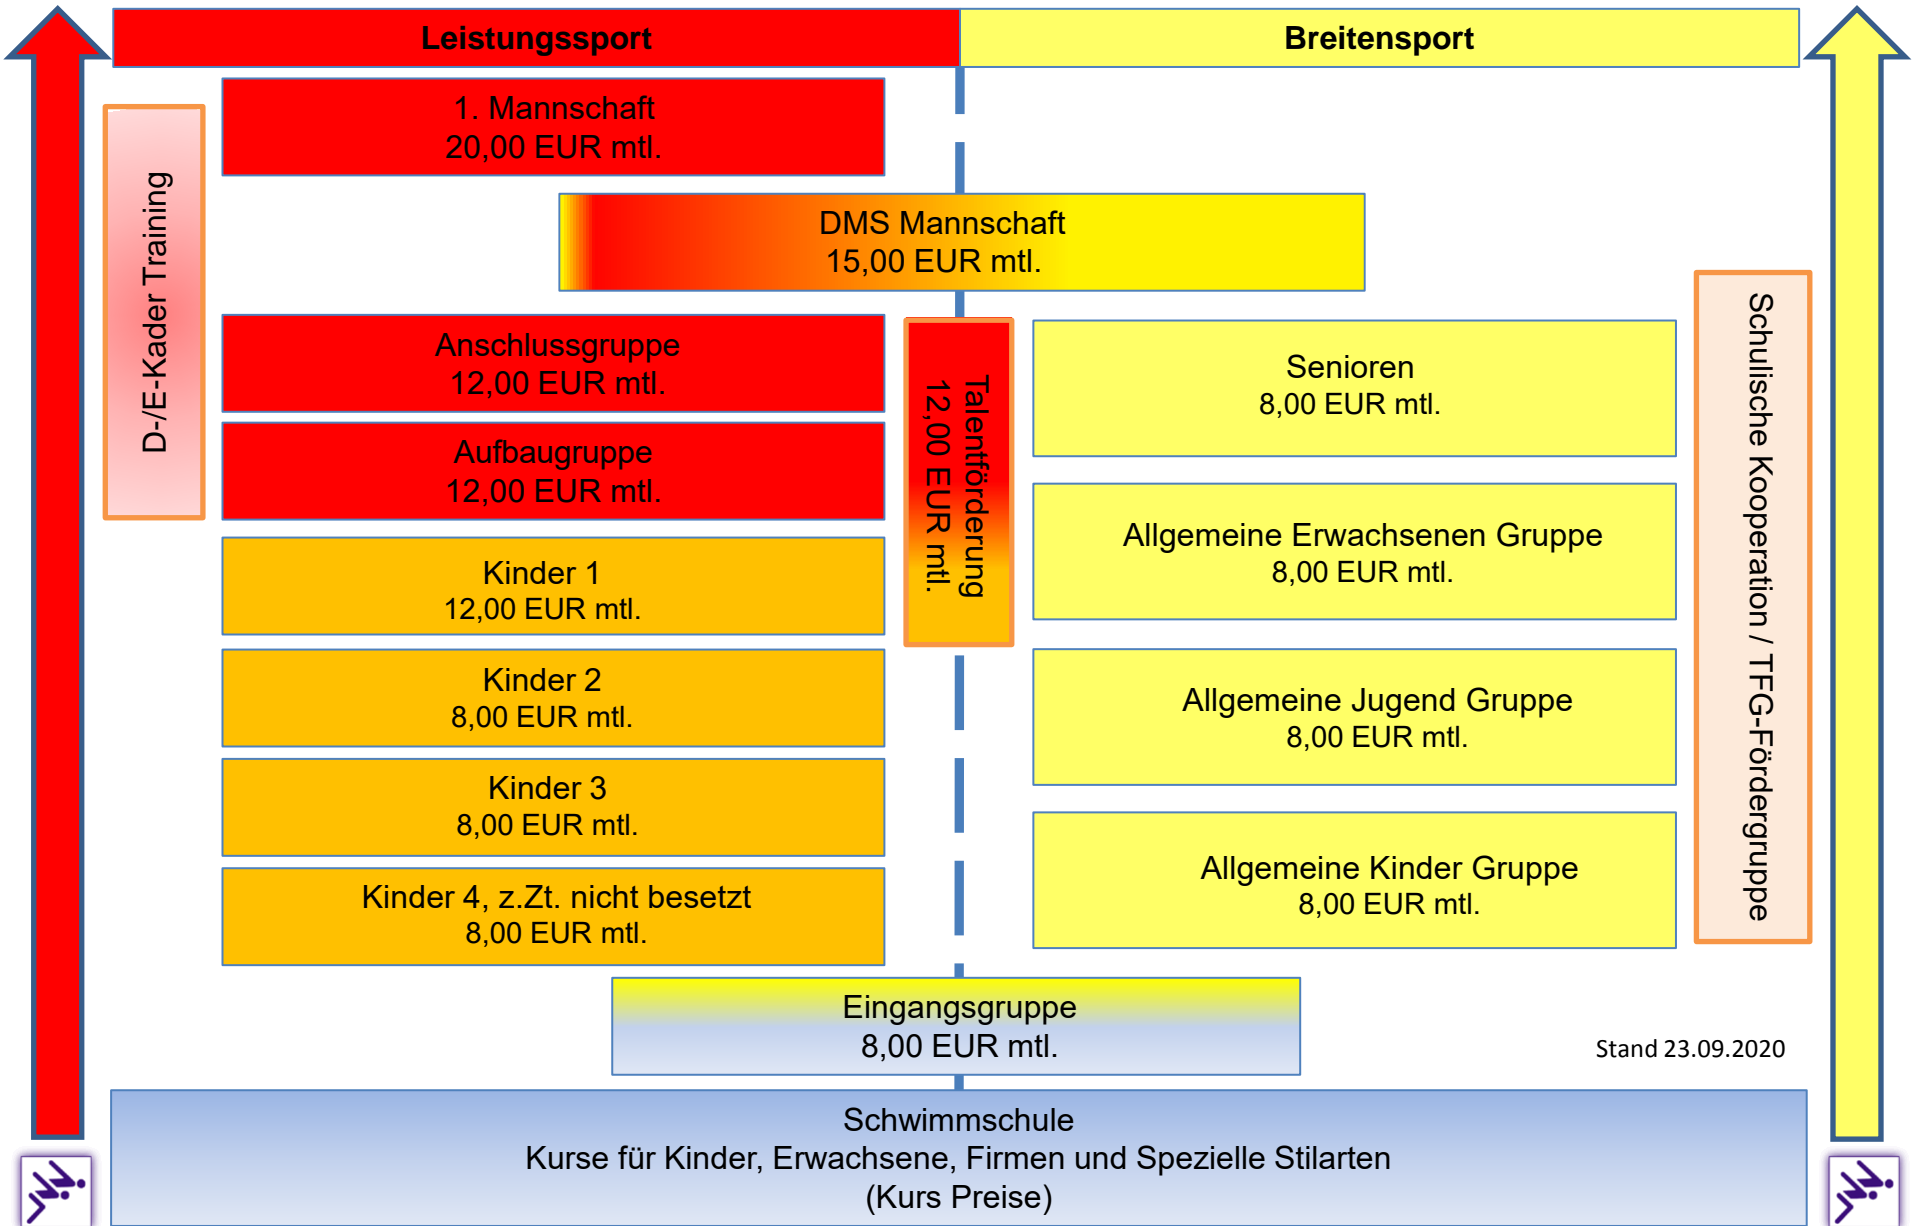 Leistungssport
Breitensport
1. Mannschaft
20,00 EUR mtl.
D-/E-Kader Training
DMS Mannschaft
15,00 EUR mtl.
Anschlussgruppe
12,00 EUR mtl.
Aufbaugruppe
12,00 EUR mtl.
Kinder 1
12,00 EUR mtl.
Kinder 2
8,00 EUR mtl.
Kinder 3
8,00 EUR mtl.
Kinder 4, z.Zt. nicht besetzt
8,00 EUR mtl.
Talentförderung
12,00 EUR mtl.
Senioren
8,00 EUR mtl.
Allgemeine Erwachsenen Gruppe
8,00 EUR mtl.
Allgemeine Jugend Gruppe
8,00 EUR mtl.
Allgemeine Kinder Gruppe
8,00 EUR mtl.
Schulische Kooperation / TFG-Fördergruppe
Eingangsgruppe
8,00 EUR mtl.
Stand 23.09.2020
Schwimmschule
Kurse für Kinder, Erwachsene, Firmen und Spezielle Stilarten
(Kurs Preise)